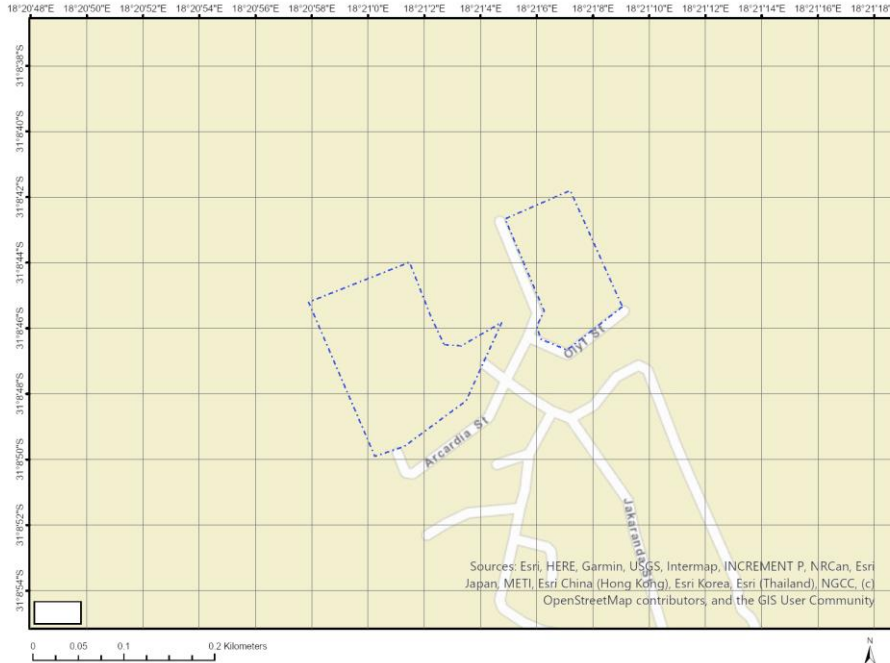 18°20'48"E 18°20'50"E 18°20'52"E 18°20'54"E 18°20'56"E 18°20'58"E 18°21'0"E 18°21'2"E 18°21'4"E 18°21'6"E 18°21'8"E 18°21'10"E 18°21'12"E 18°21'14"E 18°21'16"E 18°21'18"
31°8'38"S
31°8'40"S
31°8'42"S
31°8'44"S
31°8'46"S
31°8'48"S
31°8'50"S
31°8'52"S
31°8'54"S
OlyT St
Arcardia St
Jakaranda St
Sources: Esri, HERE, Garmin, USGS, Intermap, INCREMENT P, NRCan, Esri
Japan, METI, Esri China (Hong Kong), Esri Korea, Esri (Thailand), NGCC, (c)
OpenStreetMap contributors, and the GIS User Community
0 0.05 0.1 0.2 Kilometers
N